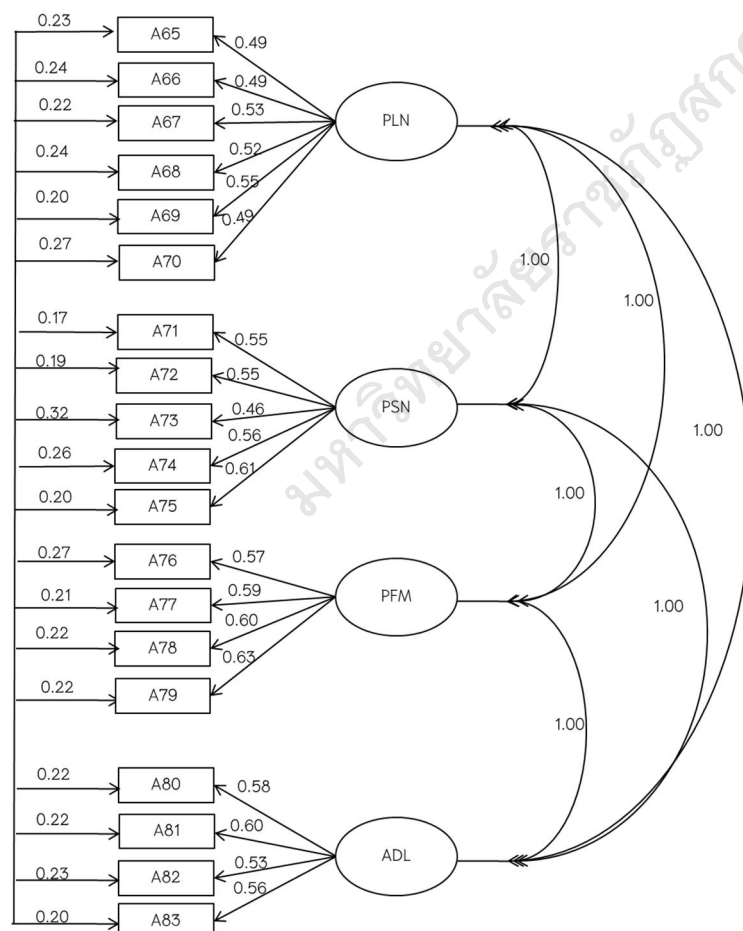 0.23 A65 0.49
0.24 A66 0.49
0.22 A67 0.53 PLN
0.24 A68 0.52
0.20 A69 0.55
0.27 A70 0.49
1.00
1.00
0.17 A71 0.55
0.19 A72 0.55
0.32 A73 0.46 PSN
0.26 A74 0.56
0.20 A75 0.61
1.00
1.00
0.27 A76 0.57
0.21 A77 0.59 PFM
0.22 A78 0.60
0.22 A79 0.63
1.00
1.00
0.22 A80 0.58
0.22 A81 0.60
0.23 A82 0.53 ADL
0.20 A83 0.56